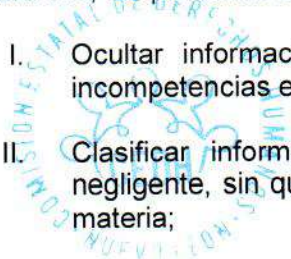 I. Ocultar informac
incompetencias e
II. Clasificar inform
negligente, sin qu
materia;